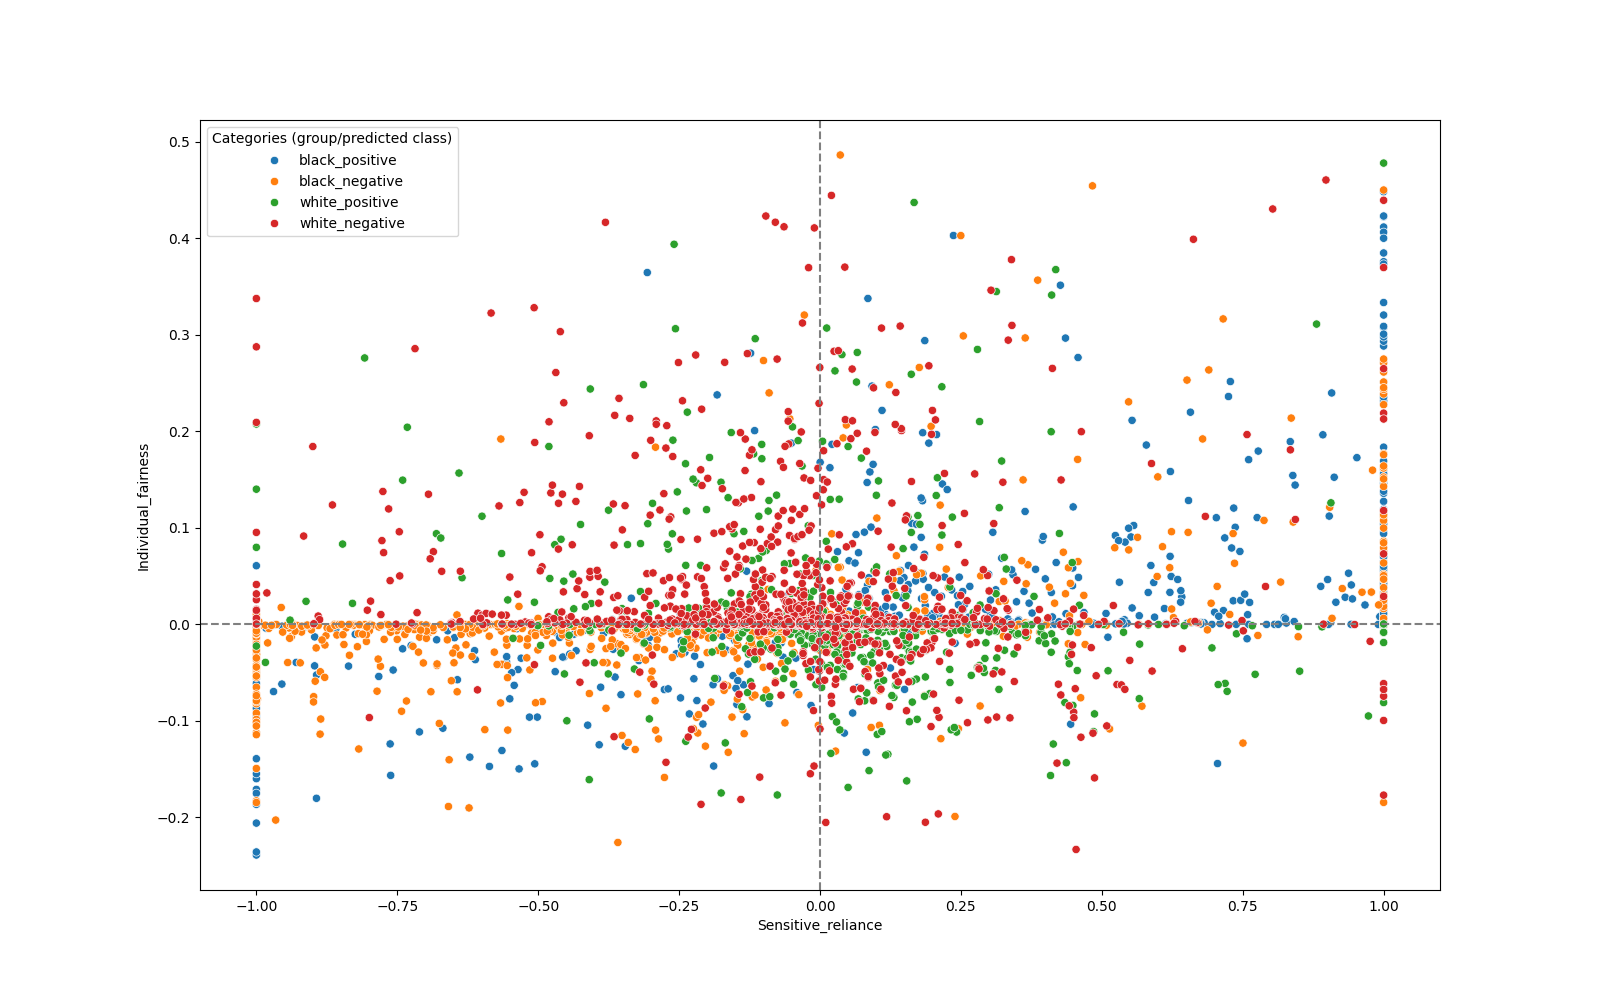 Categories (group/predicted class)
black_positive
black_negative
white_positive
white_negative
0.5
0.4
0.3
0.2
0.1
0.0
−0.1
−0.2
Individual_fairness
−1.00
−0.75
−0.50
−0.25
0.00
0.25
0.50
0.75
1.00
Sensitive_reliance